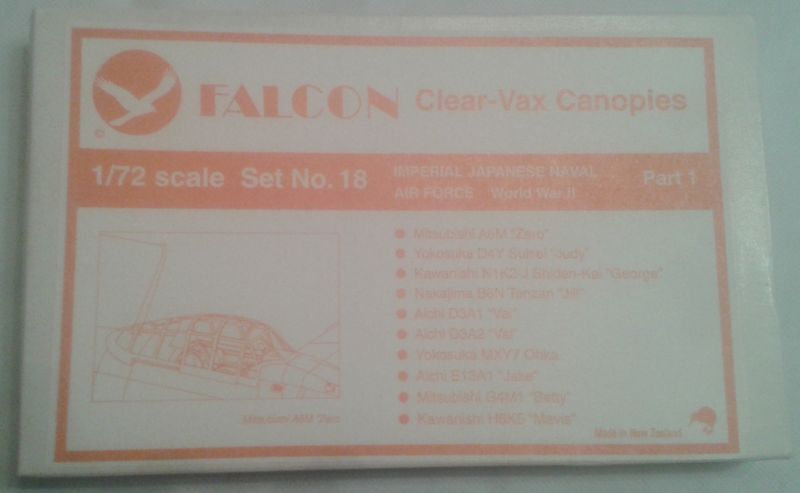 FALCON Clear-Vax Canopies
©
1/72 scale Set No. 18 IMPERIAL JAPANESE NAVAL AIR FORCE World War II Part 1
Mitsubishi A6M "Zero"
Yokosuka D4Y Suisei "Judy"
Kawanishi N1K2-J Shiden-Kai "George"
Nakajima B6N Tenzan "Jill"
Aichi D3A1 "Val"
Aichi D3A2 "Val"
Yokosuka MXY7 Ohka
Aichi E13A1 "Jake"
Mitsubishi G4M1 "Betty"
Kawanishi H6K5 "Mavis"
Mitsubishi A6M "Zero
Made in New Zealand